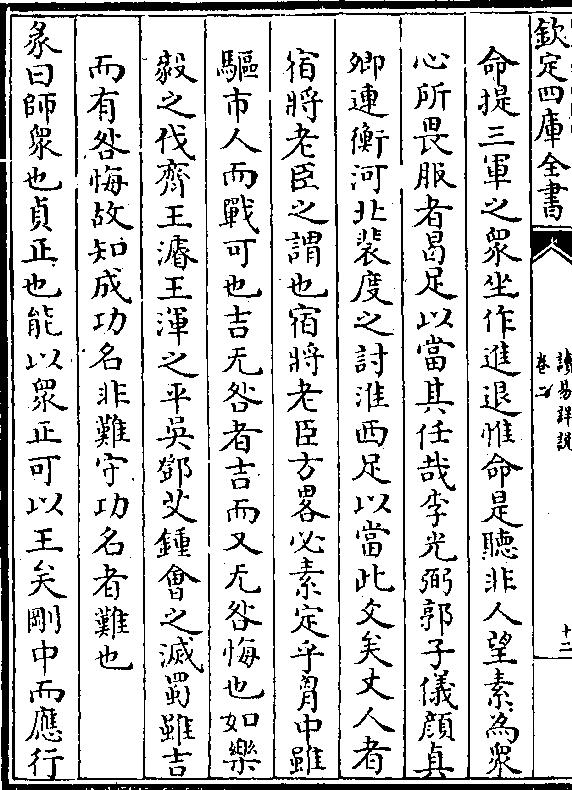 欽定四庫全書
讀易詳說
卷二
十二
命提三軍之衆坐作進退惟命是聽非人望素為衆
心所畏服者曷足以當其任哉李光弼郭子儀顔真
卿連衡河北裴度之討淮西足以當此文矣丈人者
宿將老臣之謂也宿將老臣方畧必素定乎胷中雖
驅市人而戰可也吉无咎者吉而又无咎悔也如樂
毅之伐齊王濬王渾之平吳鄧艾鍾會之滅蜀雖吉
而有咎悔故知成功名非難守功名者難也
彖曰師衆也貞正也能以衆正可以王矣剛中而應行